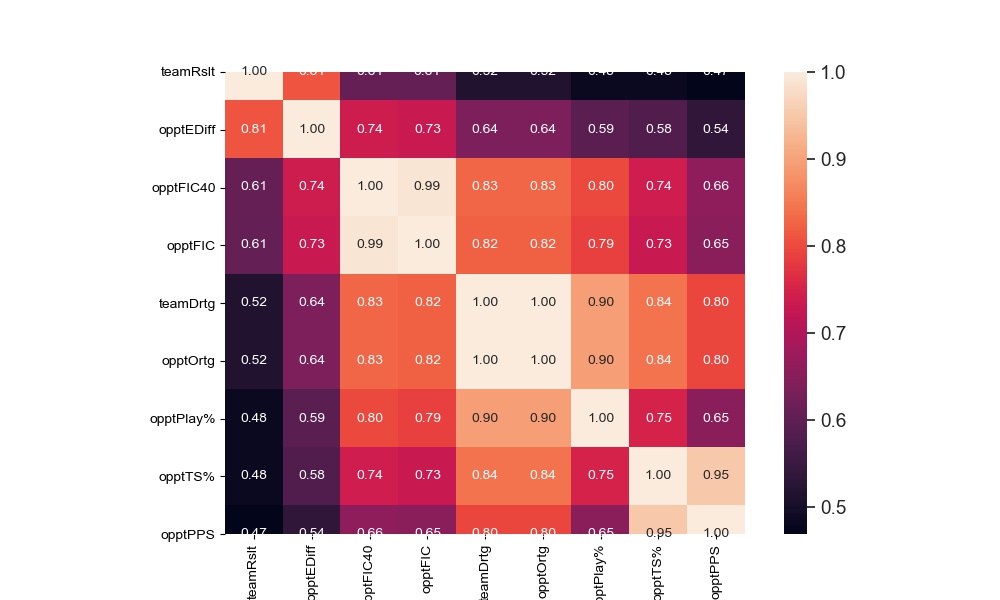 teamRslt 1.00 0.81 0.61 0.61 0.52 0.52 0.48 0.48 0.47
opptEDiff 0.81 1.00 0.74 0.73 0.64 0.64 0.59 0.58 0.54
opptFIC40 0.61 0.74 1.00 0.99 0.83 0.83 0.80 0.74 0.66
opptFIC 0.61 0.73 0.99 1.00 0.82 0.82 0.79 0.73 0.65
teamDrtg 0.52 0.64 0.83 0.82 1.00 1.00 0.90 0.84 0.80
opptOrtg 0.52 0.64 0.83 0.82 1.00 1.00 0.90 0.84 0.80
opptPlay% 0.48 0.59 0.80 0.79 0.90 0.90 1.00 0.75 0.65
opptTS% 0.48 0.58 0.74 0.73 0.84 0.84 0.75 1.00 0.95
opptPPS 0.47 0.54 0.66 0.65 0.80 0.80 0.65 0.95 1.00
teamRslt
opptEDiff
opptFIC40
opptFIC
teamDrtg
opptOrtg
opptPlay%
opptTS%
opptPPS
1.0
0.9
0.8
0.7
0.6
0.5